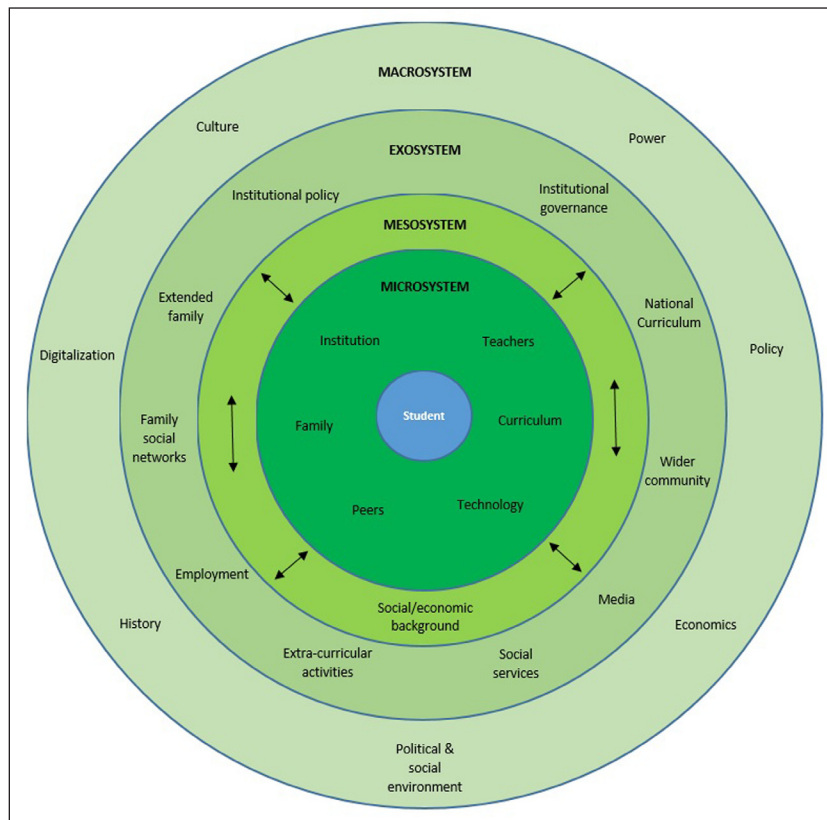 MACROSYSTEM
Culture
Power
EXOSYSTEM
Institutional policy
Institutional
governance
MESOSYSTEM
MICROSYSTEM
Extended
family
National
Curriculum
Institution
Teachers
Digitalization
Policy
Student
Family
social
networks
Family
Curriculum
Wider
community
Peers
Technology
Employment
Media
Social/economic
background
History
Economics
Extra-curricular
activities
Social
services
Political &
social
environment